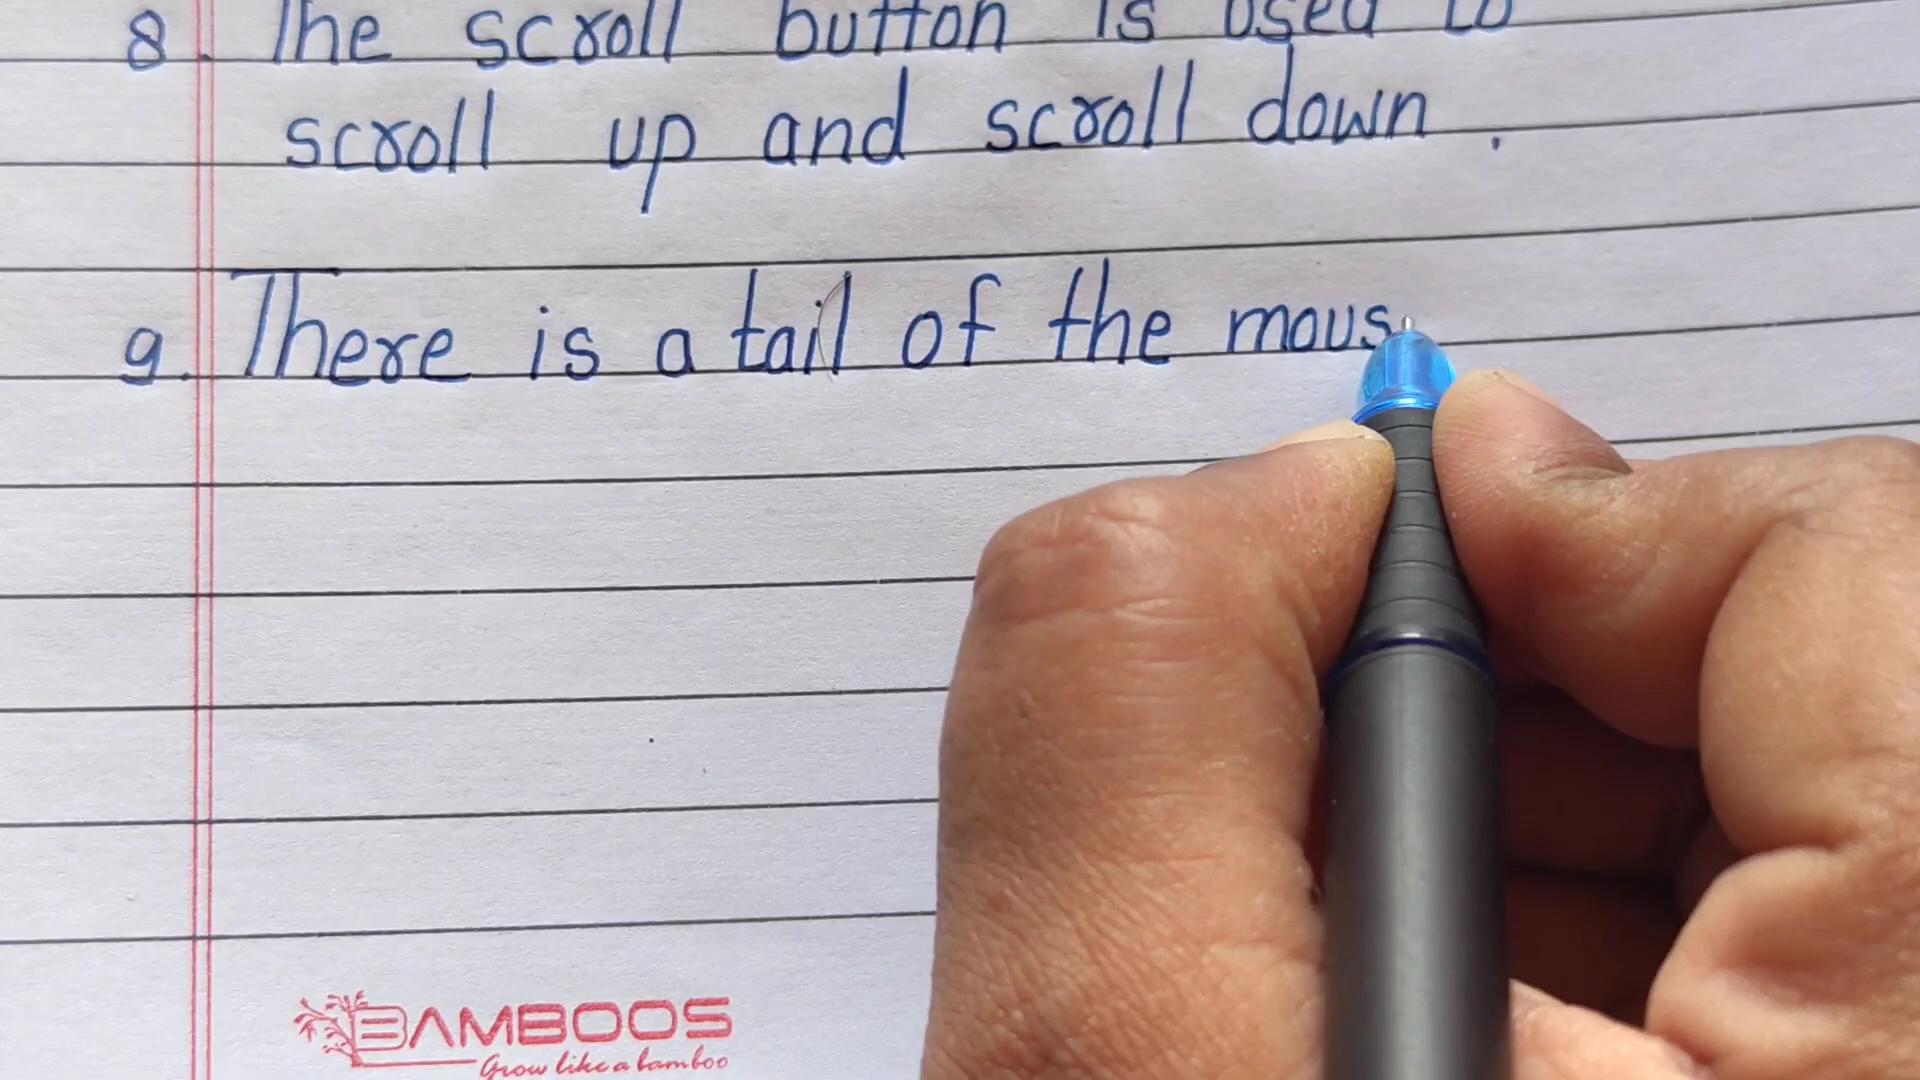 8. The scroll button is used to
scroll up and scroll down .
9. There is a tail of the mous
BAMBOOS
Grow like a bamboo